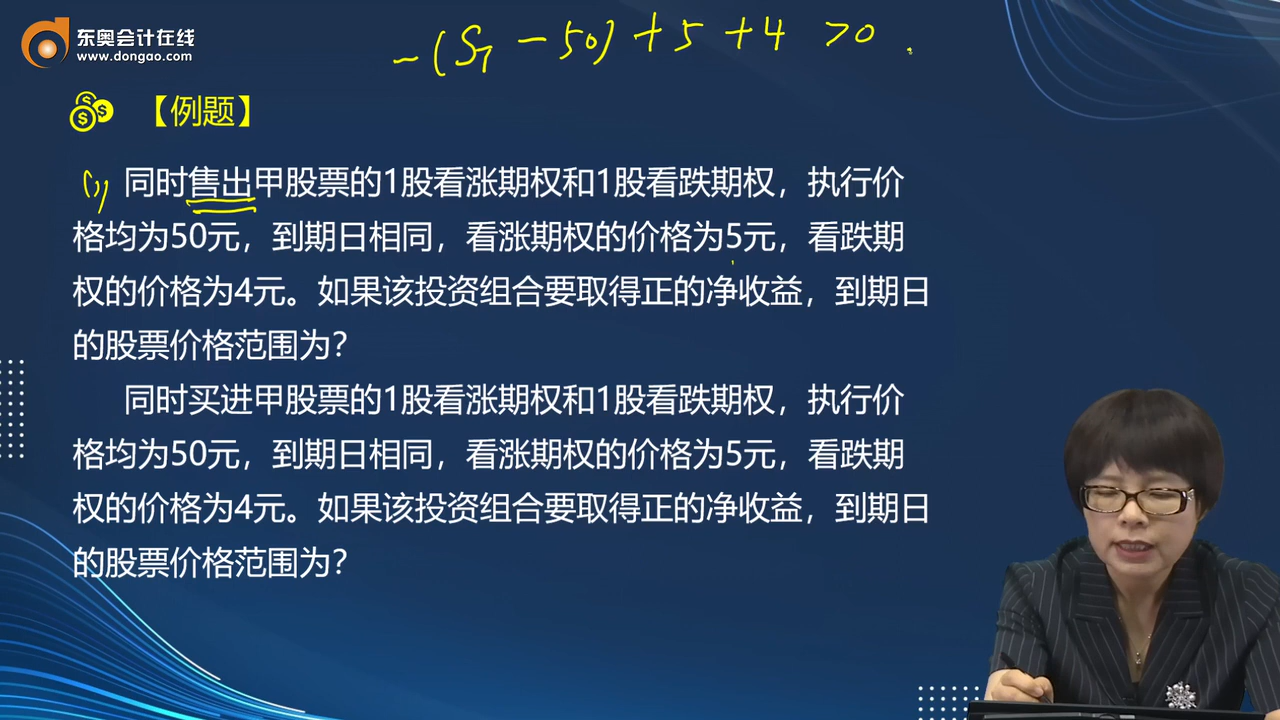 东奥会计在线
www.dongao.com
-(S₁ -50)+5+4 >0.
【例题】
(1) 同时售出甲股票的1股看涨期权和1股看跌期权，执行价
格均为50元，到期日相同，看涨期权的价格为5元，看跌期
权的价格为4元。如果该投资组合要取得正的净收益，到期日
的股票价格范围为？
同时买进甲股票的1股看涨期权和1股看跌期权，执行价
格均为50元，到期日相同，看涨期权的价格为5元，看跌期
权的价格为4元。如果该投资组合要取得正的净收益，到期日
的股票价格范围为？